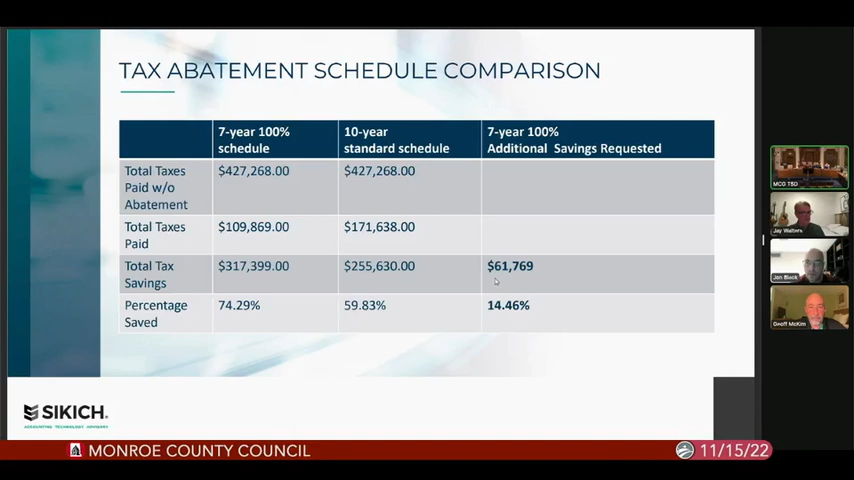 TAX ABATEMENT SCHEDULE COMPARISON
7-year 100% schedule
10-year standard schedule
7-year 100% Additional Savings Requested
Total Taxes Paid w/o Abatement
$427,268.00
$427,268.00
Total Taxes Paid
$109,869.00
$171,638.00
Total Tax Savings
$317,399.00
$255,630.00
$61,769
Percentage Saved
74.29%
59.83%
14.46%
SIKICH.
ACCOUNTING TECHNOLOGY ADVISORY
MCG TSD
Jay Walters
Jen Black
Geoff McKim
MONROE COUNTY COUNCIL
11/15/22